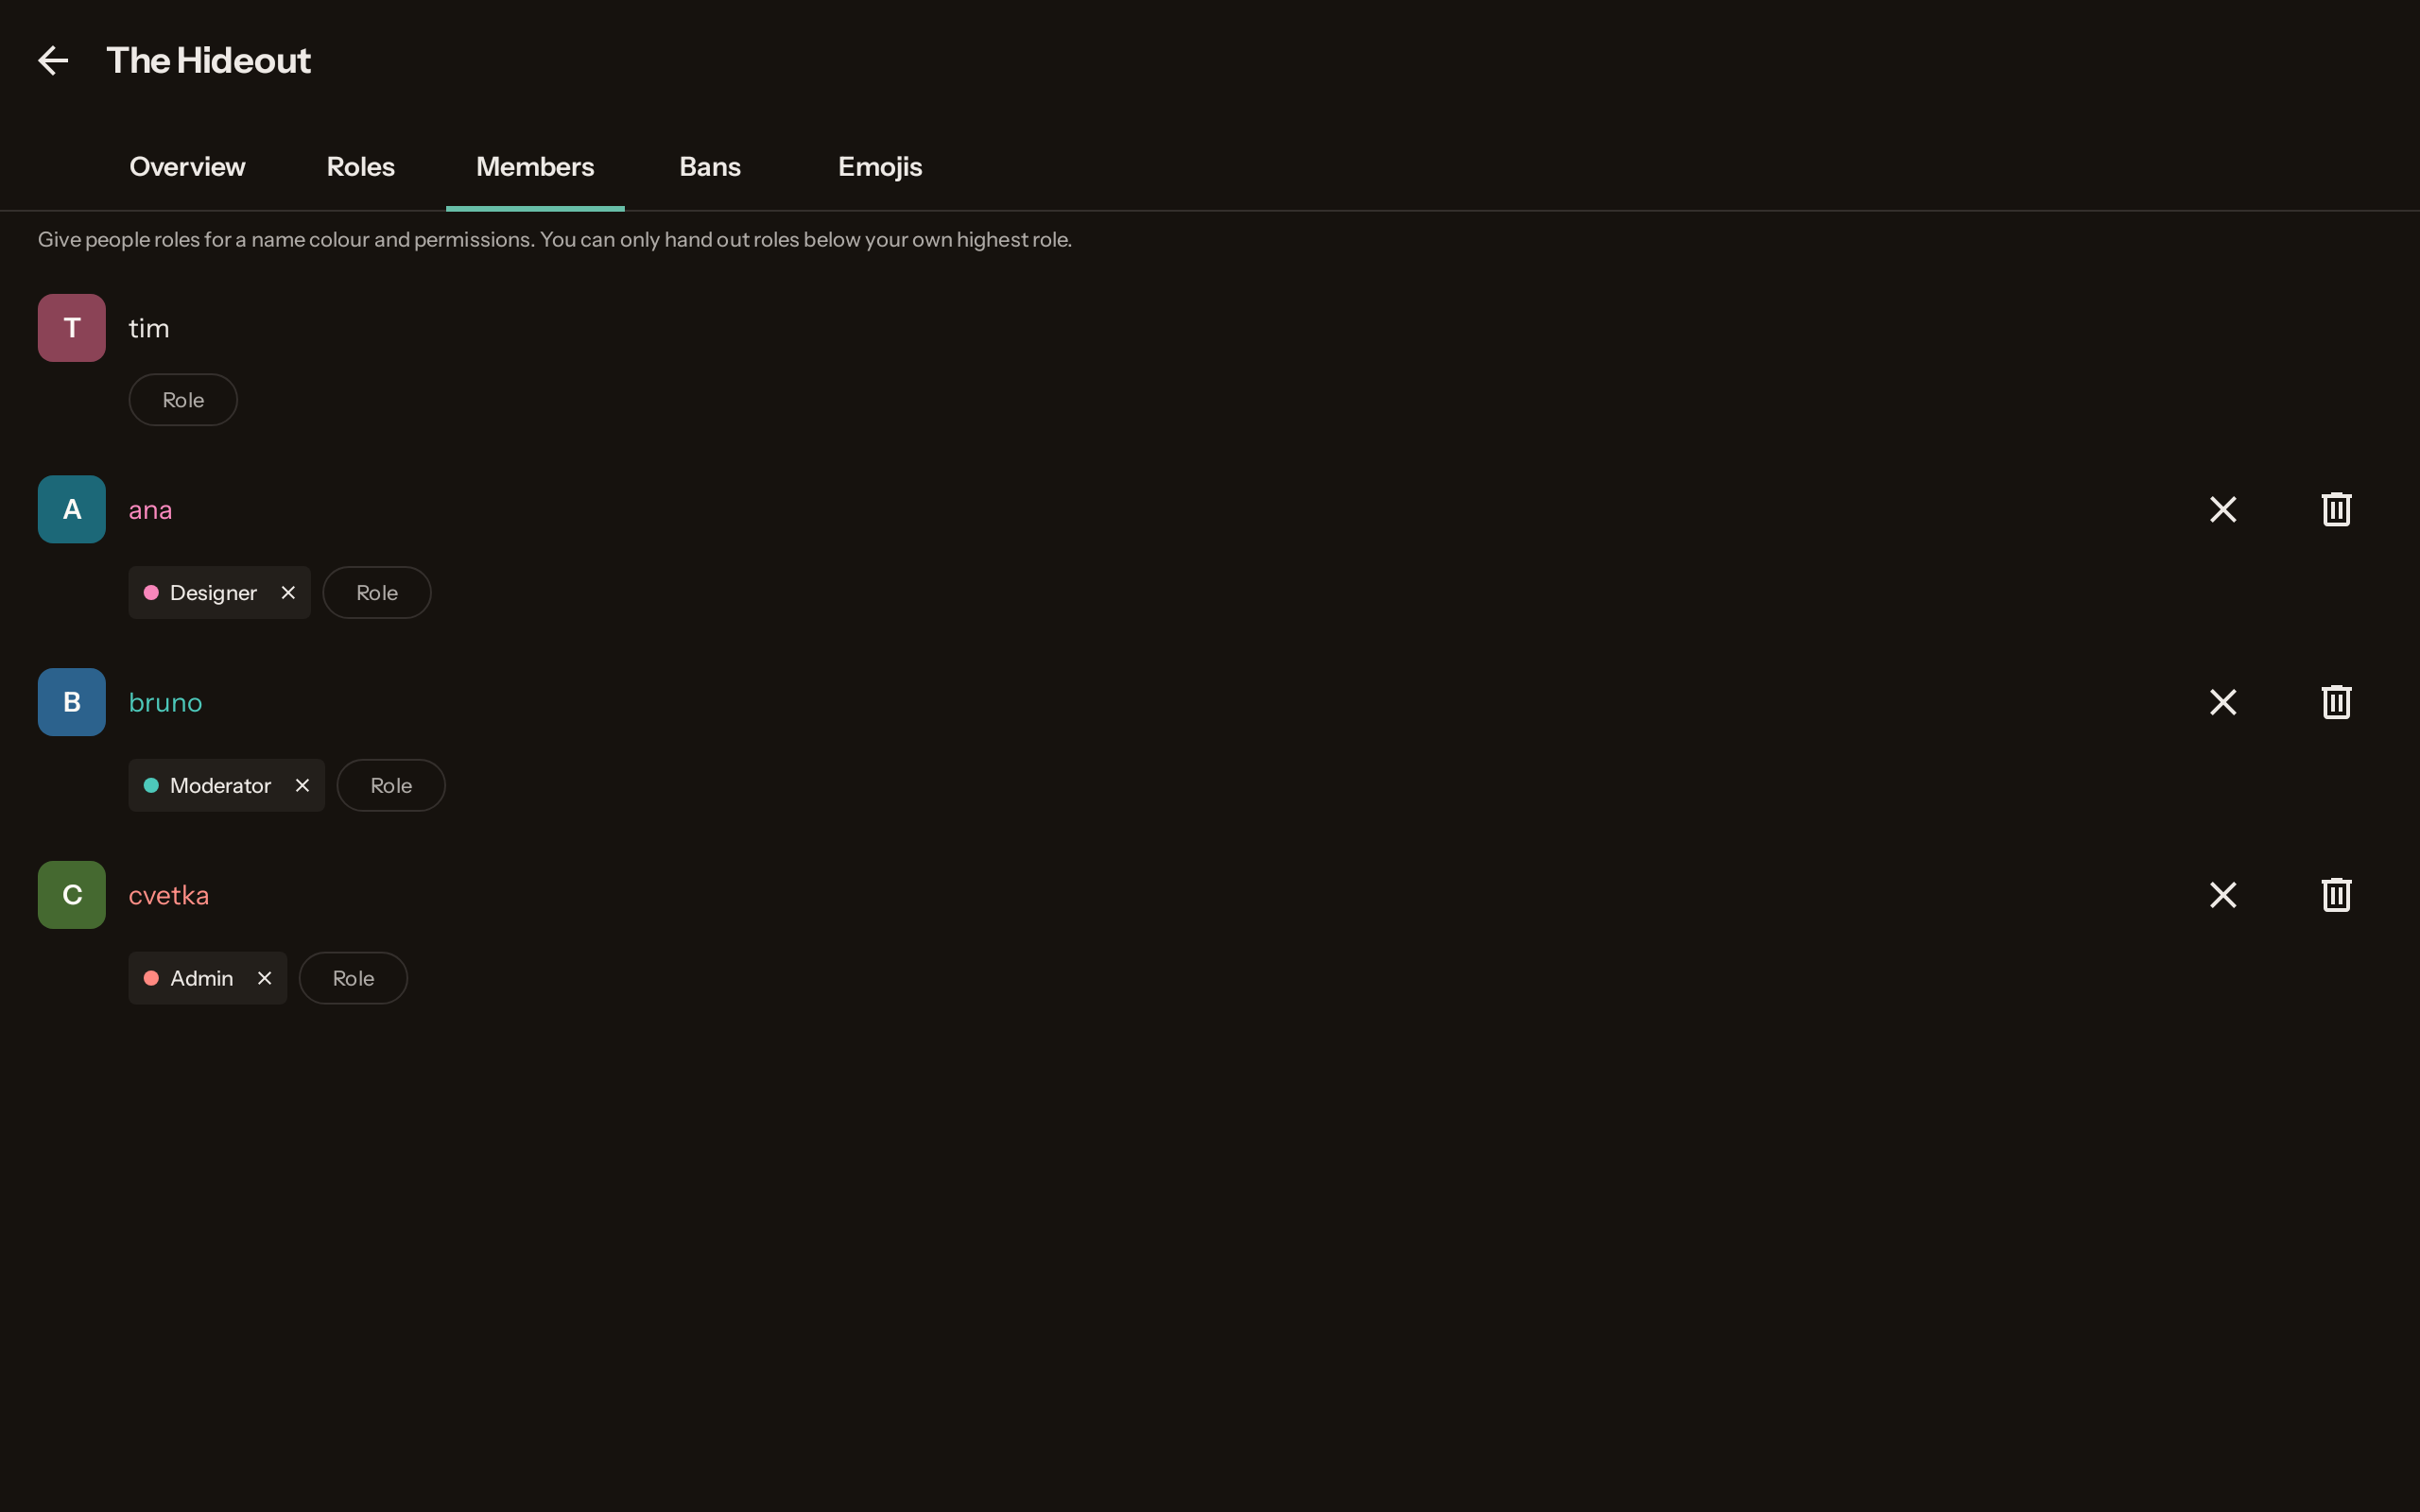 The Hideout
Overview Roles Members Bans Emojis
Give people roles for a name colour and permissions. You can only hand out roles below your own highest role.
T tim
Role
A ana
Designer Role
B bruno
Moderator Role
C cvetka
Admin Role